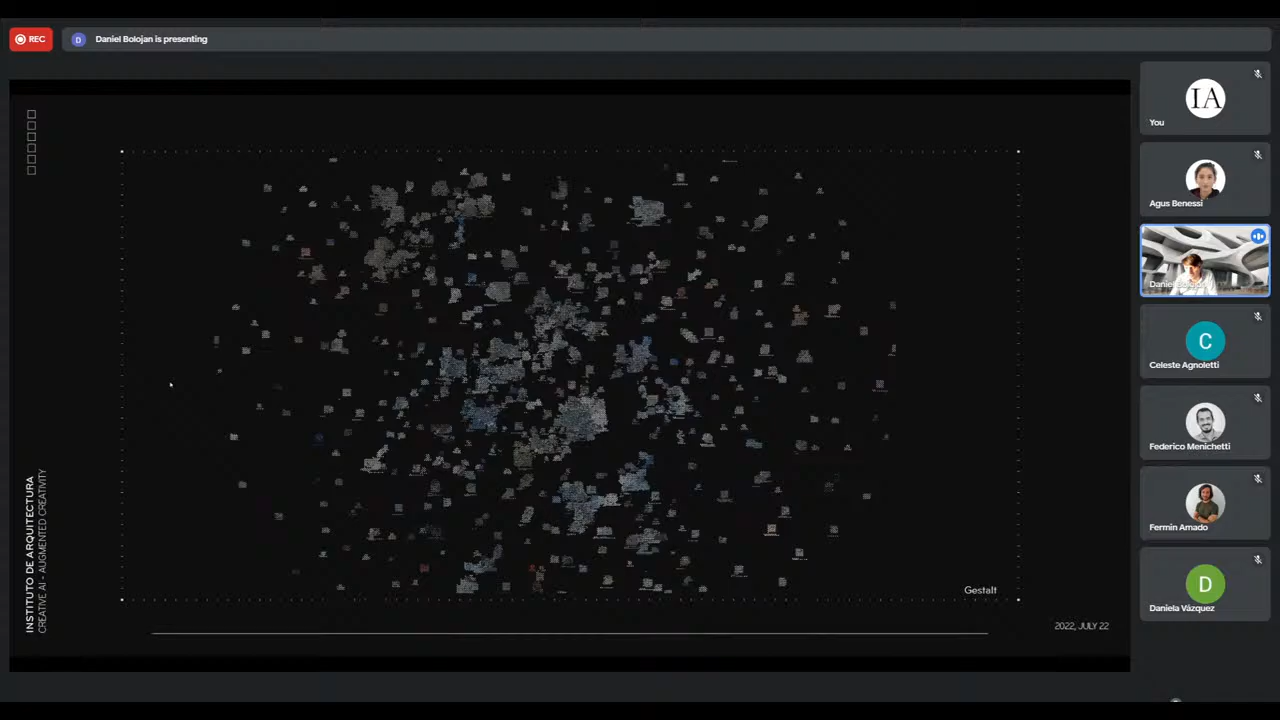 REC
D
Daniel Bolojan is presenting
IA
You
Agus Benessi
Celeste Agnoletti
C
Federico Menichetti
Fermin Amado
D
Daniela Vázquez
INSTITUTO DE ARQUITECTURA
CREATIVE AI - AUGMENTED CREATIVITY
Gestalt
2022, JULY 22